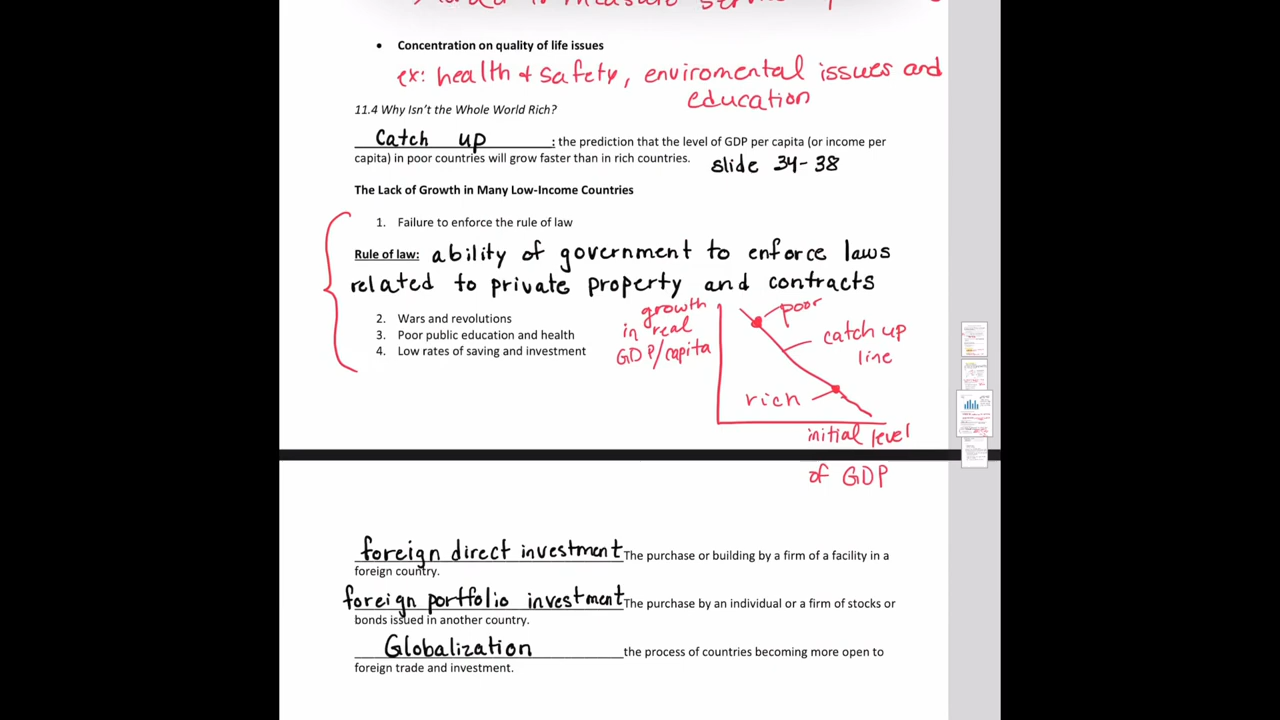 • Concentration on quality of life issues
ex: health & safety, enviromental issues and
education
11.4 Why Isn't the Whole World Rich?
Catch up : the prediction that the level of GDP per capita (or income per
capita) in poor countries will grow faster than in rich countries. slide 34-38
The Lack of Growth in Many Low-Income Countries
1. Failure to enforce the rule of law
Rule of law: ability of government to enforce laws
related to private property and contracts
2. Wars and revolutions
3. Poor public education and health
4. Low rates of saving and investment
growth
in real
GDP/capita
poor
catch up
line
rich
initial level
of GDP
foreign direct investment The purchase or building by a firm of a facility in a
foreign country.
foreign portfolio investment The purchase by an individual or a firm of stocks or
bonds issued in another country.
Globalization the process of countries becoming more open to
foreign trade and investment.